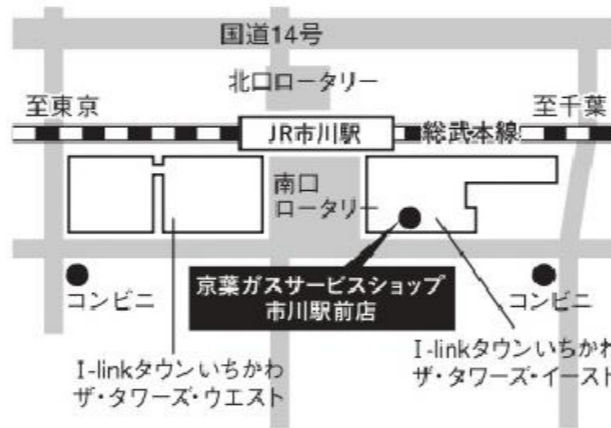 国道14号
北口ロータリー
至東京
至千葉
JR市川駅
総武本線
南口
ロータリー
京葉ガスサービスショップ
市川駅前店
コンビニ
コンビニ
I-linkタウンいちかわ
ザ・タワーズ・ウエスト
I-linkタウンいちかわ
ザ・タワーズ・イースト